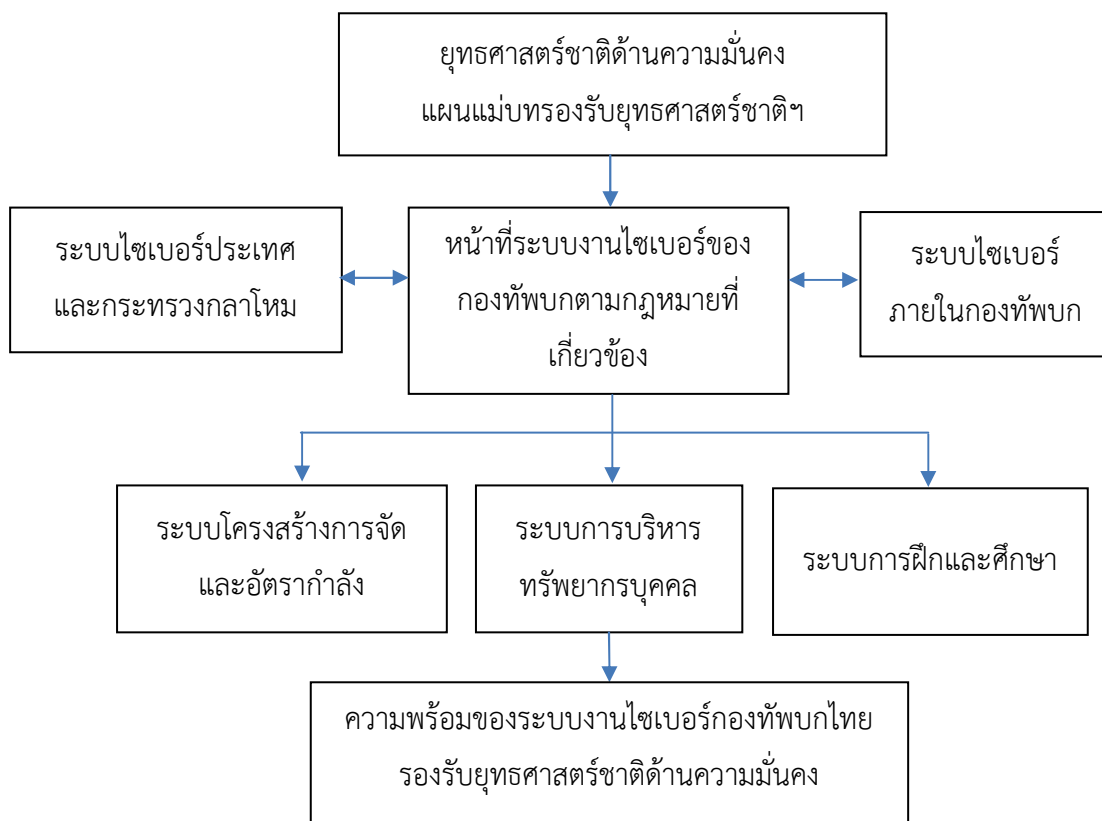 ยุทธศาสตร์ชาติด้านความมั่นคง
แผนแม่บทรองรับยุทธศาสตร์ชาติฯ
ระบบไซเบอร์ประเทศ
และกระทรวงกลาโหม
หน้าที่ระบบงานไซเบอร์ของ
กองทัพบกตามกฎหมายที่
เกี่ยวข้อง
ระบบไซเบอร์
ภายในกองทัพบก
ระบบโครงสร้างการจัด
และอัตรากำลัง
ระบบการบริหาร
ทรัพยากรบุคคล
ระบบการฝึกและศึกษา
ความพร้อมของระบบงานไซเบอร์กองทัพบกไทย
รองรับยุทธศาสตร์ชาติด้านความมั่นคง